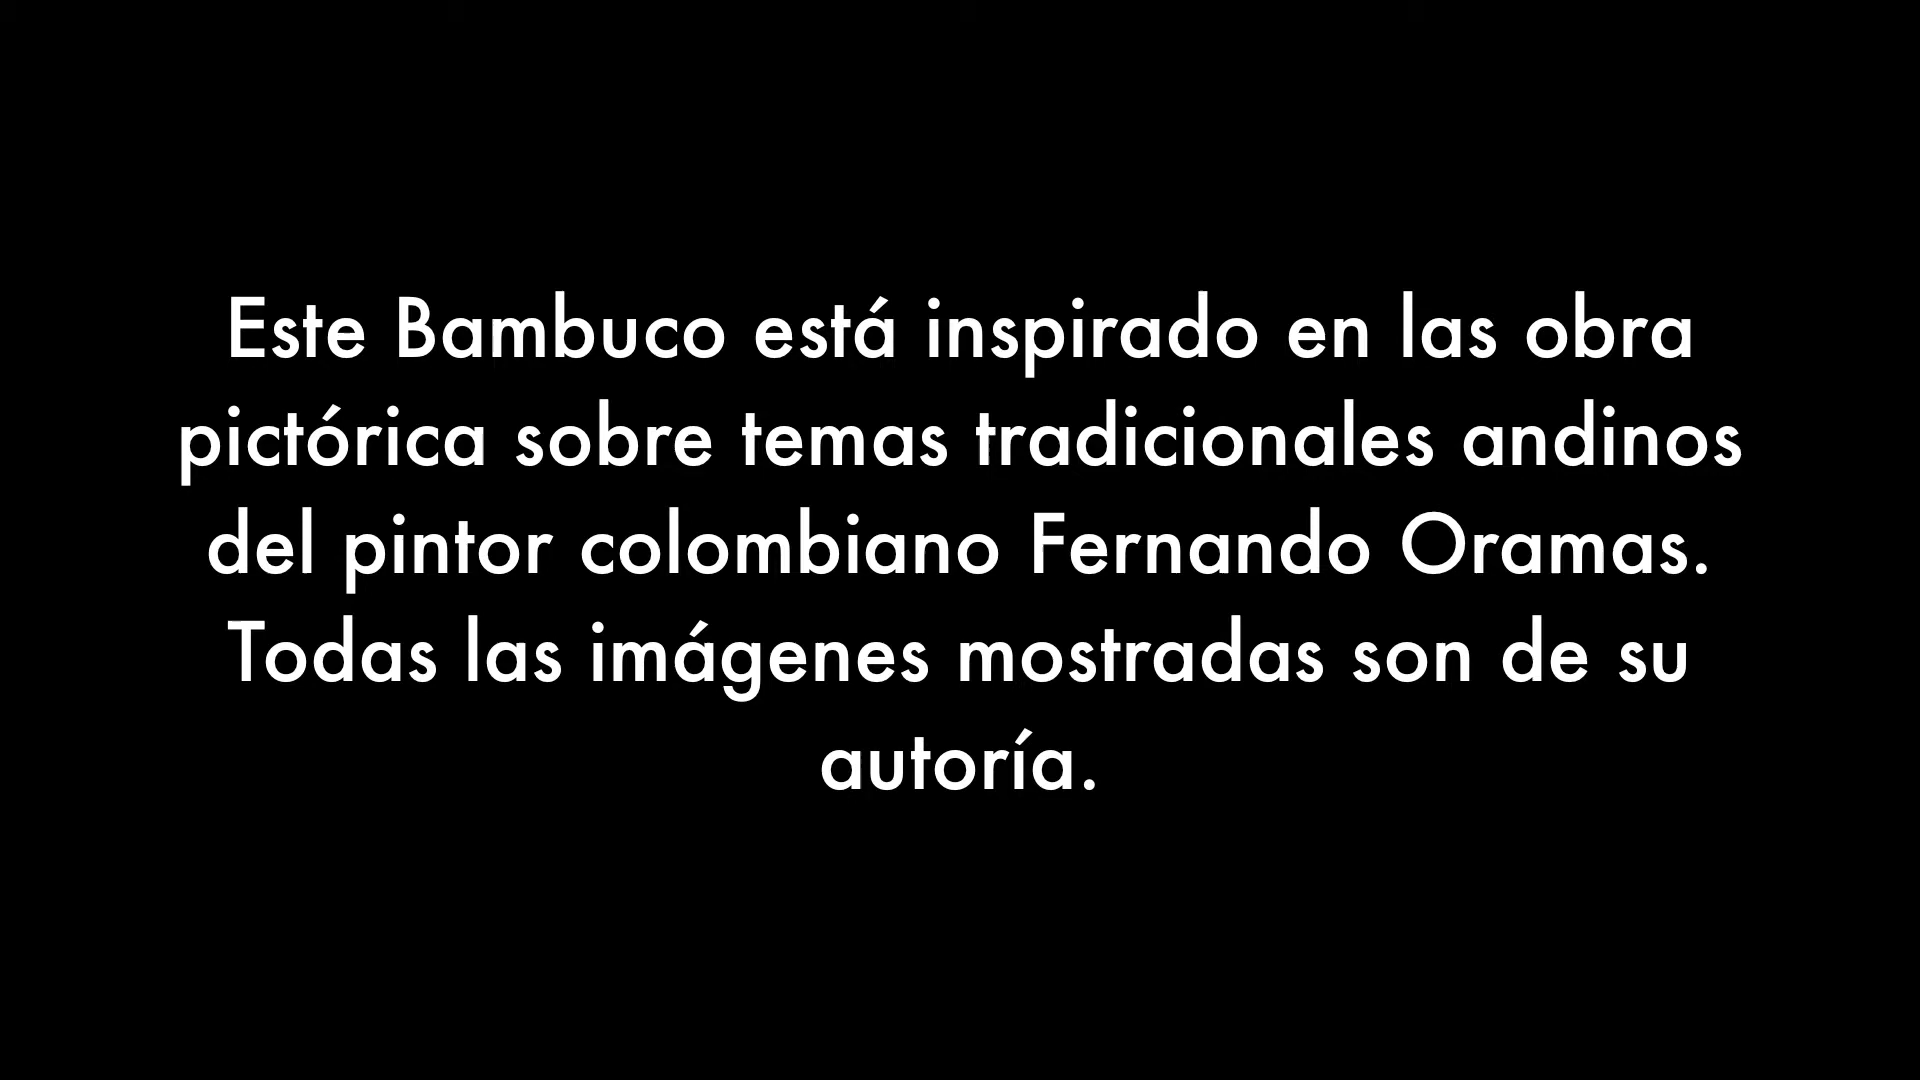 Este Bambuco está inspirado en las obra
pictórica sobre temas tradicionales andinos
del pintor colombiano Fernando Oramas.
Todas las imágenes mostradas son de su
autoría.